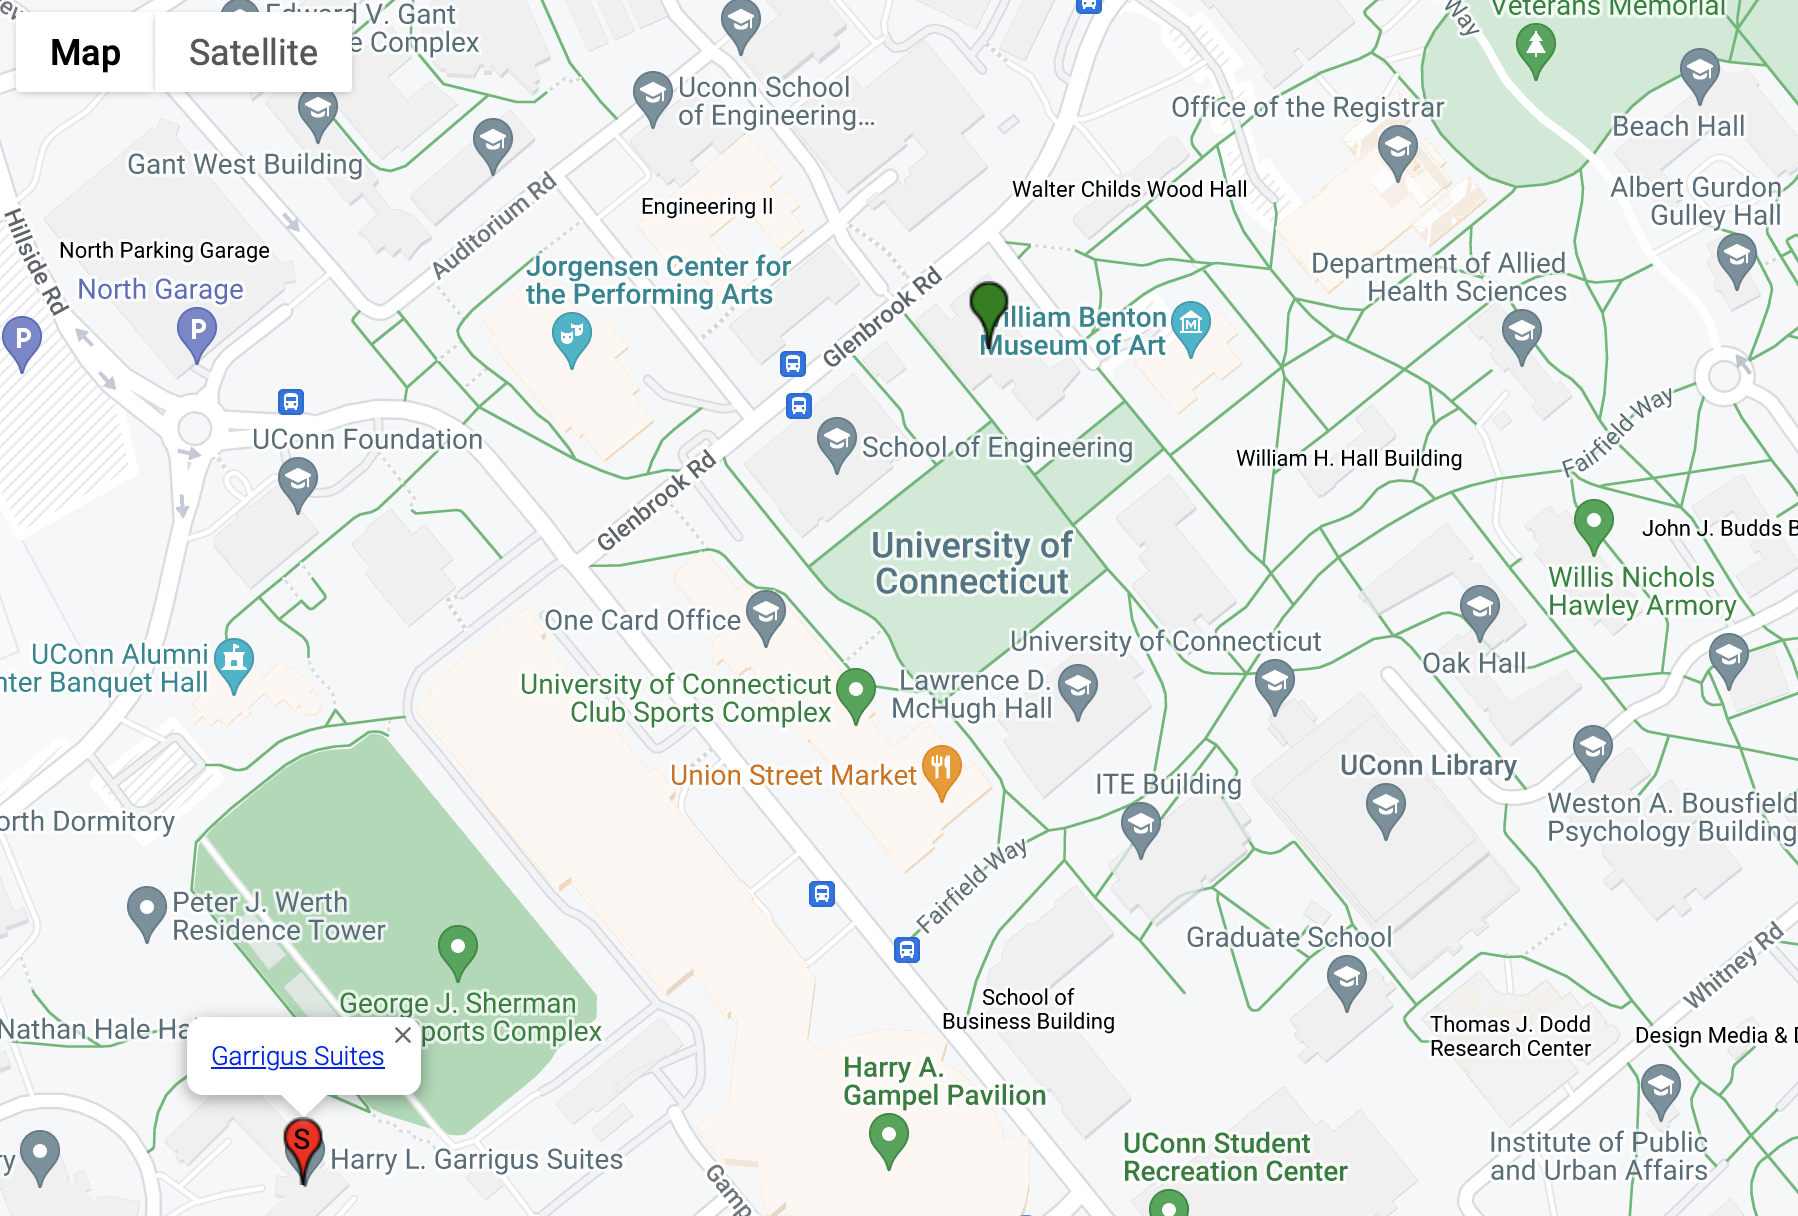 Way
Edward V. Gant
e Complex
Map
Satellite
Veterans Memorial
Uconn School
of Engineering...
Office of the Registrar
Beach Hall
Gant West Building
Walter Childs Wood Hall
Albert Gurdon
Gulley Hall
Engineering II
Auditorium Rd
Hillside Rd
North Parking Garage
North Garage
P
P
Jorgensen Center for
the Performing Arts
Department of Allied
Health Sciences
Glenbrook Rd
William Benton
Museum of Art
M
UConn Foundation
School of Engineering
William H. Hall Building
Fairfield Way
Glenbrook Rd
John J. Budds B
University of
Connecticut
Willis Nichols
Hawley Armory
One Card Office
University of Connecticut
Oak Hall
UConn Alumni
nter Banquet Hall
University of Connecticut
Club Sports Complex
Lawrence D.
McHugh Hall
Union Street Market
ITE Building
UConn Library
orth Dormitory
Weston A. Bousfield
Psychology Building
Fairfield Way
Peter J. Werth
Residence Tower
Graduate School
Whitney Rd
George J. Sherman
ports Complex
Nathan Hale Ha
School of
Business Building
Thomas J. Dodd
Research Center
Design Media & D
Garrigus Suites
Harry A.
Gampel Pavilion
S
Harry L. Garrigus Suites
UConn Student
Recreation Center
Institute of Public
and Urban Affairs
ry
Gamp